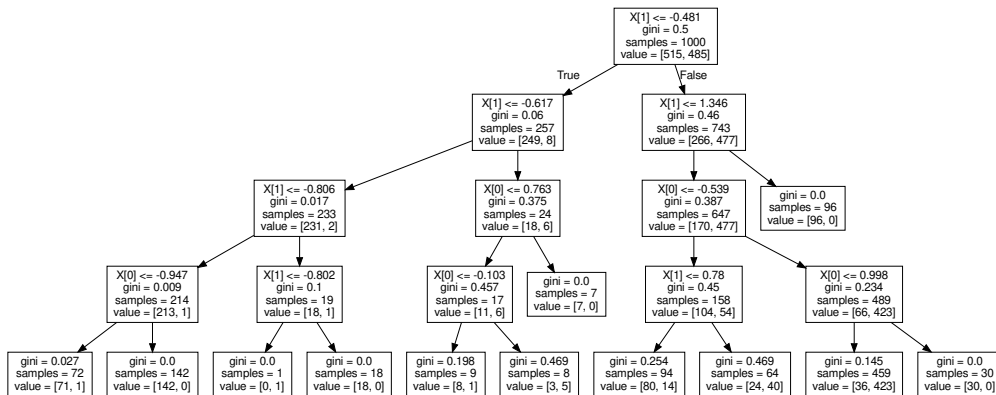 X[1] <= -0.481
gini = 0.5
samples = 1000
value = [515, 485]
True
False
X[1] <= -0.617
gini = 0.06
samples = 257
value = [249, 8]
X[1] <= 1.346
gini = 0.46
samples = 743
value = [266, 477]
X[1] <= -0.806
gini = 0.017
samples = 233
value = [231, 2]
X[0] <= 0.763
gini = 0.375
samples = 24
value = [18, 6]
X[0] <= -0.539
gini = 0.387
samples = 647
value = [170, 477]
gini = 0.0
samples = 96
value = [96, 0]
X[0] <= -0.947
gini = 0.009
samples = 214
value = [213, 1]
X[1] <= -0.802
gini = 0.1
samples = 19
value = [18, 1]
X[0] <= -0.103
gini = 0.457
samples = 17
value = [11, 6]
gini = 0.0
samples = 7
value = [7, 0]
X[1] <= 0.78
gini = 0.45
samples = 158
value = [104, 54]
X[0] <= 0.998
gini = 0.234
samples = 489
value = [66, 423]
gini = 0.027
samples = 72
value = [71, 1]
gini = 0.0
samples = 142
value = [142, 0]
gini = 0.0
samples = 1
value = [0, 1]
gini = 0.0
samples = 18
value = [18, 0]
gini = 0.198
samples = 9
value = [8, 1]
gini = 0.469
samples = 8
value = [3, 5]
gini = 0.254
samples = 94
value = [80, 14]
gini = 0.469
samples = 64
value = [24, 40]
gini = 0.145
samples = 459
value = [36, 423]
gini = 0.0
samples = 30
value = [30, 0]